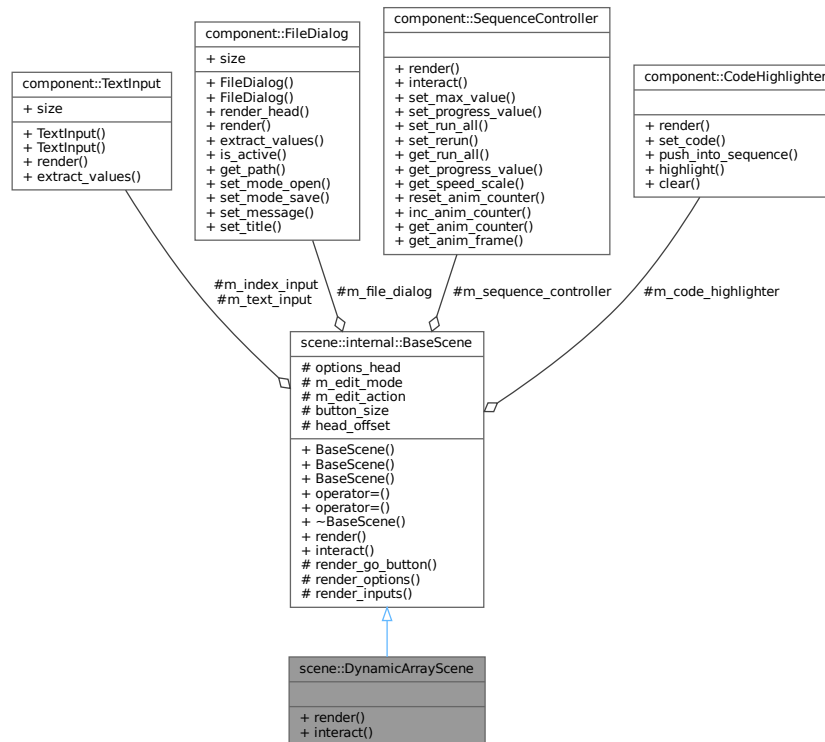 component::TextInput
+ size
+ TextInput()
+ TextInput()
+ render()
+ extract_values()
component::FileDialog
+ size
+ FileDialog()
+ FileDialog()
+ render_head()
+ render()
+ extract_values()
+ is_active()
+ get_path()
+ set_mode_open()
+ set_mode_save()
+ set_message()
+ set_title()
component::SequenceController
+ render()
+ interact()
+ set_max_value()
+ set_progress_value()
+ set_run_all()
+ set_rerun()
+ get_run_all()
+ get_progress_value()
+ get_speed_scale()
+ reset_anim_counter()
+ inc_anim_counter()
+ get_anim_counter()
+ get_anim_frame()
component::CodeHighlighter
+ render()
+ set_code()
+ push_into_sequence()
+ highlight()
+ clear()
#m_index_input
#m_text_input
#m_file_dialog
#m_sequence_controller
#m_code_highlighter
scene::internal::BaseScene
# options_head
# m_edit_mode
# m_edit_action
# button_size
# head_offset
+ BaseScene()
+ BaseScene()
+ BaseScene()
+ operator=()
+ operator=()
+ ~BaseScene()
+ render()
+ interact()
# render_go_button()
# render_options()
# render_inputs()
scene::DynamicArrayScene
+ render()
+ interact()